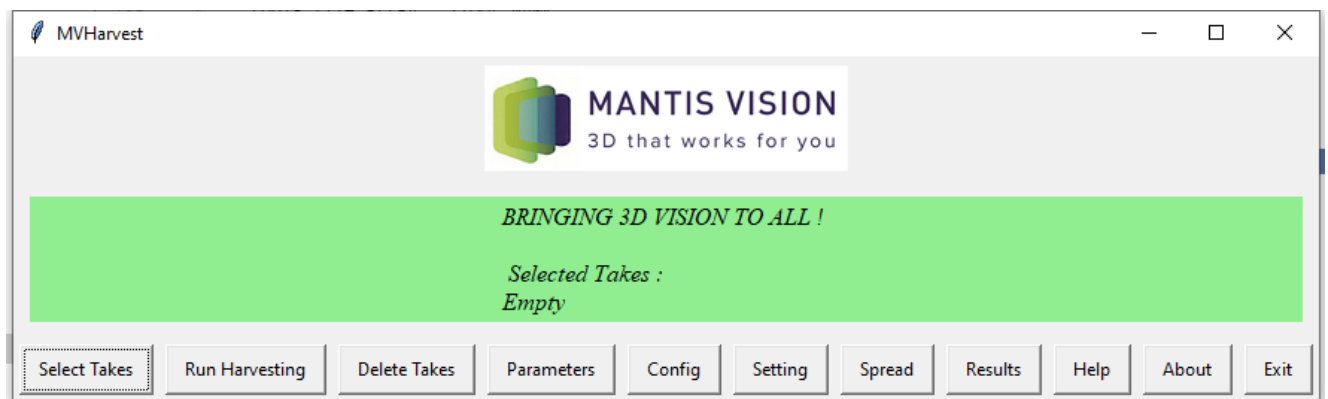 MVHarvest
MANTIS VISION
3D that works for you
BRINGING 3D VISION TO ALL !
Selected Takes :
Empty
Select Takes Run Harvesting Delete Takes Parameters Config Setting Spread Results Help About Exit